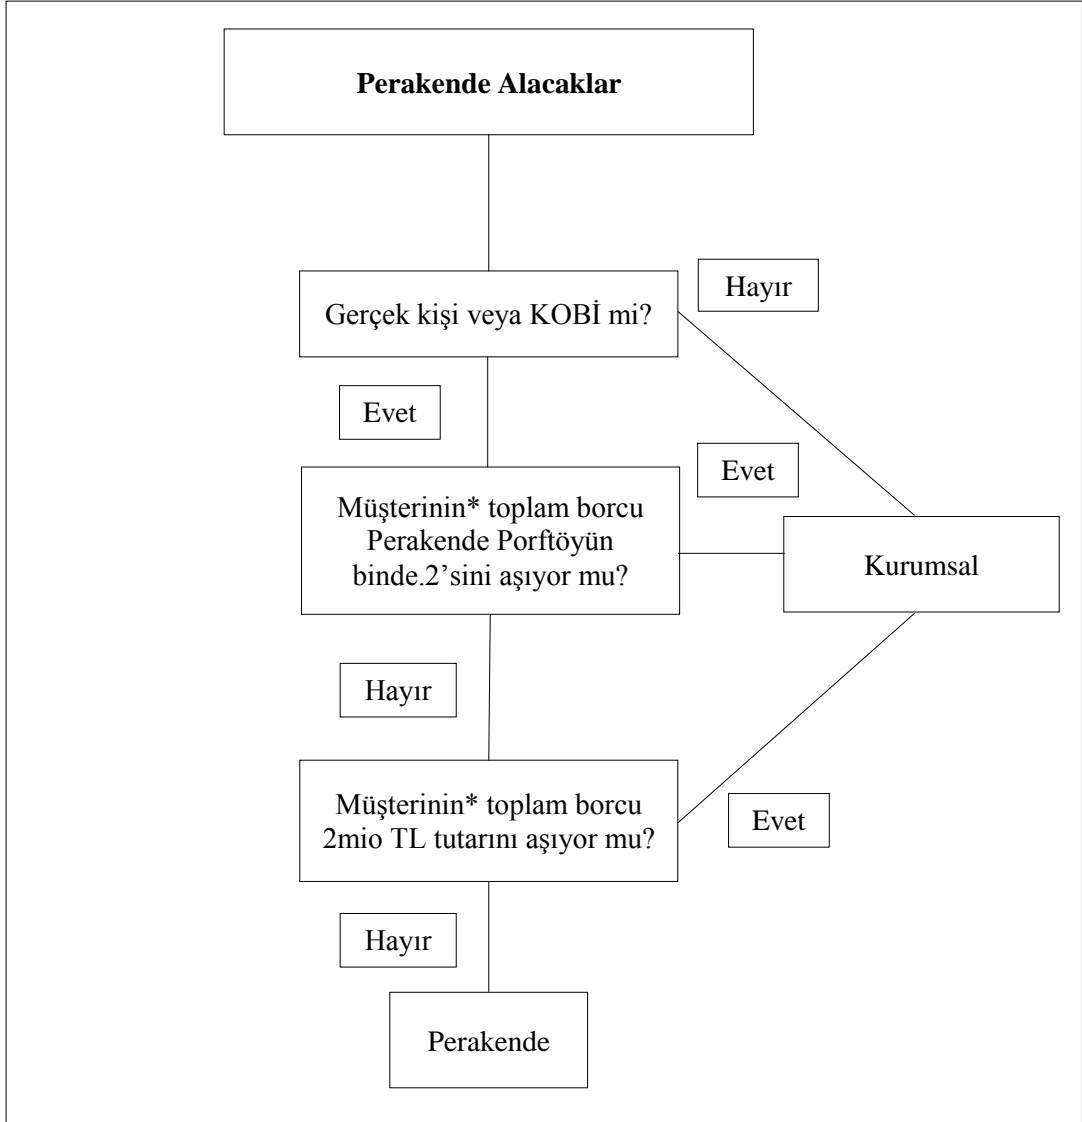 Perakende Alacaklar
Hayır
Gerçek kişi veya KOBİ mi?
Evet
Evet
Müşterinin* toplam borcu
Perakende Porftöyün
binde.2’sini aşıyor mu?
Kurumsal
Hayır
Müşterinin* toplam borcu
2mio TL tutarını aşıyor mu?
Evet
Hayır
Perakende